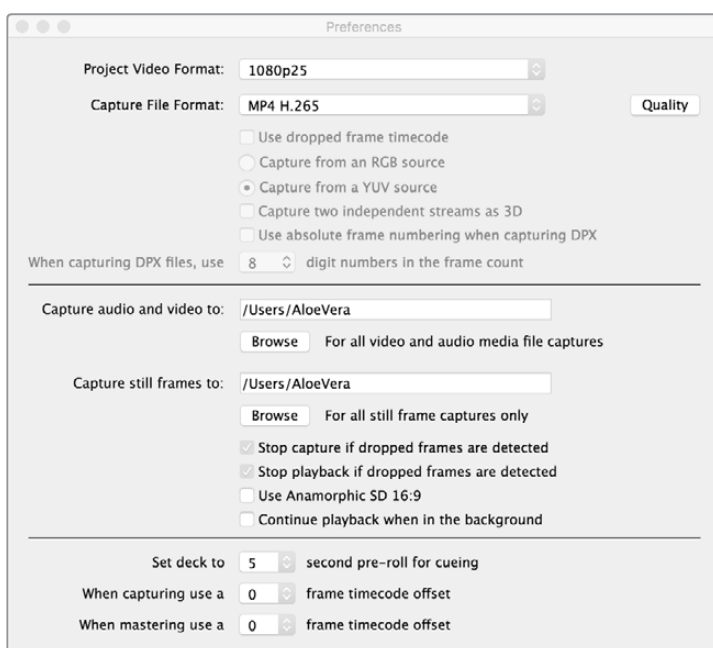 Preferences
Project Video Format: 1080p25
Capture File Format: MP4 H.265 Quality
Use dropped frame timecode
Capture from an RGB source
Capture from a YUV source
Capture two independent streams as 3D
Use absolute frame numbering when capturing DPX
When capturing DPX files, use 8 digit numbers in the frame count
Capture audio and video to: /Users/AloeVera
Browse For all video and audio media file captures
Capture still frames to: /Users/AloeVera
Browse For all still frame captures only
Stop capture if dropped frames are detected
Stop playback if dropped frames are detected
Use Anamorphic SD 16:9
Continue playback when in the background
Set deck to 5 second pre-roll for cueing
When capturing use a 0 frame timecode offset
When mastering use a 0 frame timecode offset